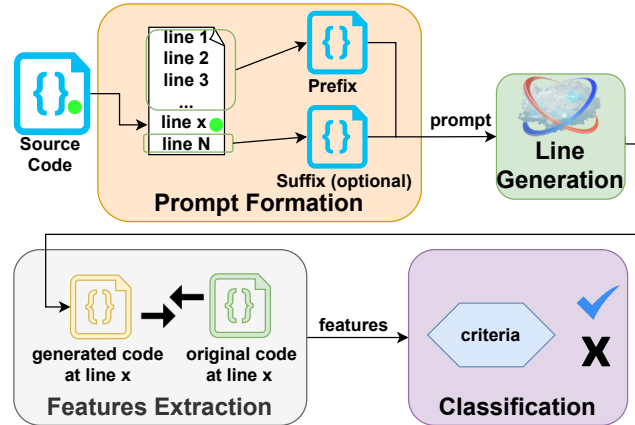 line 1
line 2
line 3
...
line x
line N
Source
Code
Prefix
Suffix (optional)
Prompt Formation
prompt
Line
Generation
generated code
at line x
original code
at line x
Features Extraction
features
criteria
X
Classification